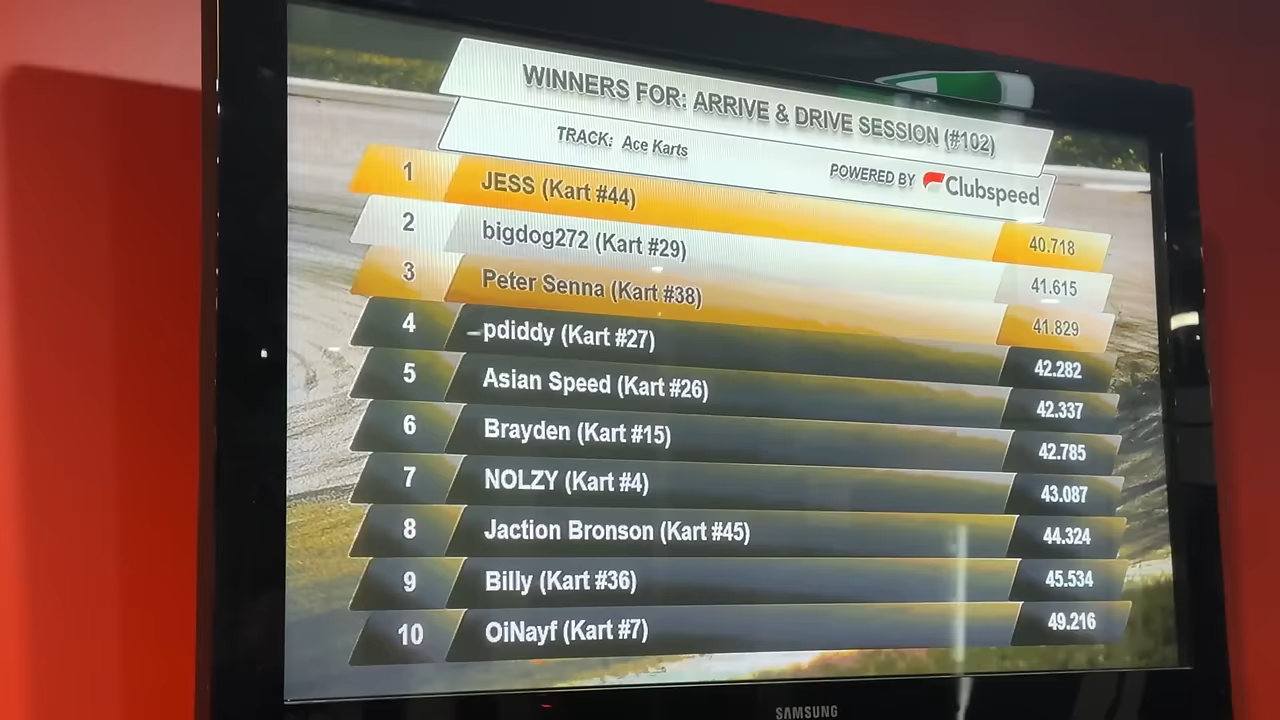 WINNERS FOR: ARRIVE & DRIVE SESSION (#102)
TRACK: Ace Karts
POWERED BY Clubspeed
1 JESS (Kart #44) 40.718
2 bigdog272 (Kart #29) 41.615
3 Peter Senna (Kart #38) 41.829
4 pdiddy (Kart #27) 42.282
5 Asian Speed (Kart #26) 42.337
6 Brayden (Kart #15) 42.785
7 NOLZY (Kart #4) 43.087
8 Jaction Bronson (Kart #45) 44.324
9 Billy (Kart #36) 45.534
10 OiNayf (Kart #7) 49.216
SAMSUNG